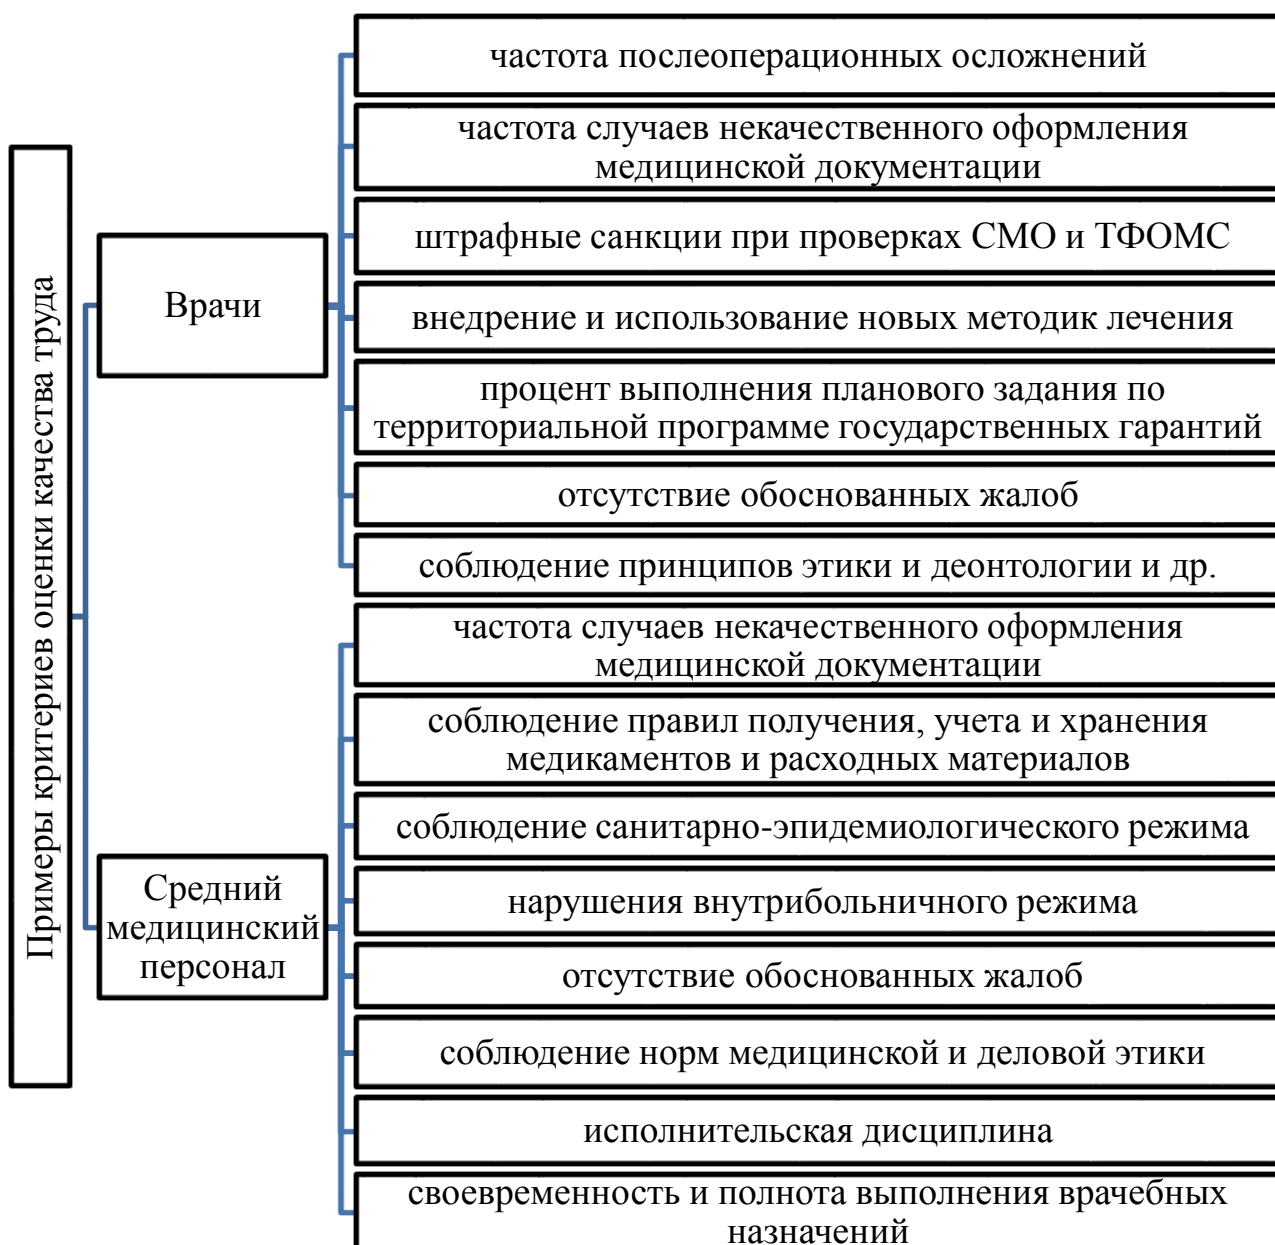 Примеры критериев оценки качества труда
Врачи
частота послеоперационных осложнений
частота случаев некачественного оформления
медицинской документации
штрафные санкции при проверках СМО и ТФОМС
внедрение и использование новых методик лечения
процент выполнения планового задания по
территориальной программе государственных гарантий
отсутствие обоснованных жалоб
соблюдение принципов этики и деонтологии и др.
Средний
медицинский
персонал
частота случаев некачественного оформления
медицинской документации
соблюдение правил получения, учета и хранения
медикаментов и расходных материалов
соблюдение санитарно-эпидемиологического режима
нарушения внутрибольничного режима
отсутствие обоснованных жалоб
соблюдение норм медицинской и деловой этики
исполнительская дисциплина
своевременность и полнота выполнения врачебных
назначений